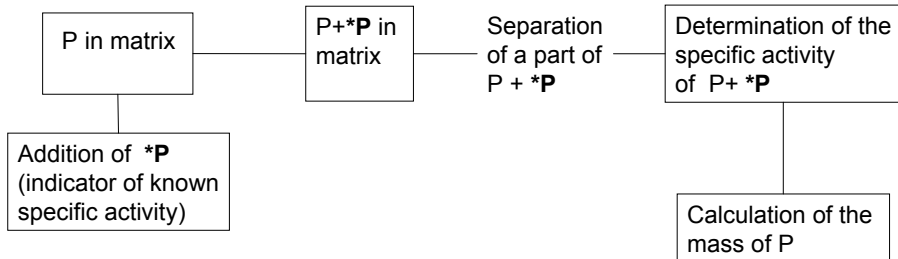 P in matrix
P+*P in
matrix
Separation
of a part of
P + *P
Determination of the
specific activity
of P+ *P
Addition of *P
(indicator of known
specific activity)
Calculation of the
mass of P